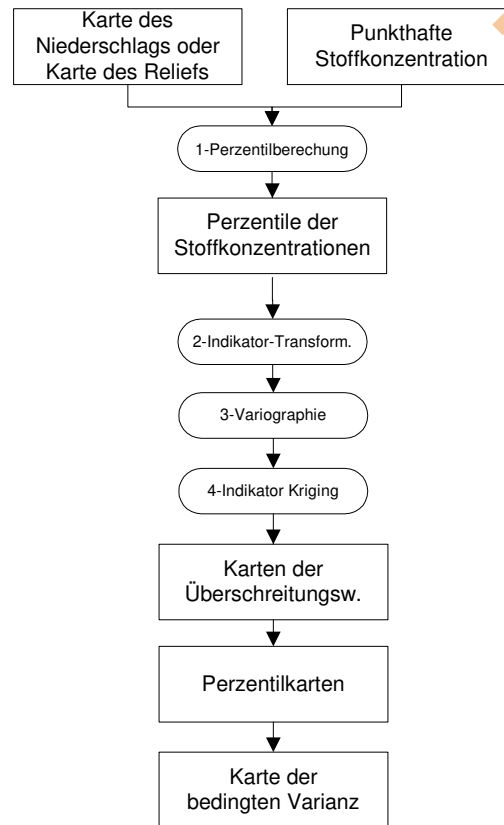 Karte des
Niederschlags oder
Karte des Reliefs
Punkthafte
Stoffkonzentration
1-Perzentilberechung
Perzentile der
Stoffkonzentrationen
2-Indikator-Transform.
3-Variographie
4-Indikator Kriging
Karten der
Überschreitungsw.
Perzentilkarten
Karte der
bedingten Varianz